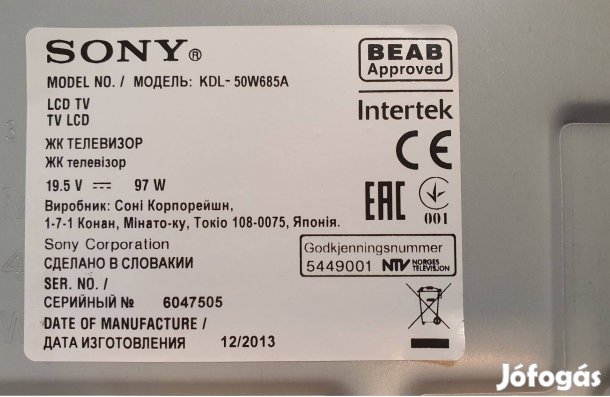 SONY®
MODEL NO. / МОДЕЛЬ: KDL-50W685A
LCD TV
TV LCD
ЖК ТЕЛЕВИЗОР
ЖК телевізор
19.5 V ⎓ 97 W
Виробник: Соні Корпорейшн,
1-7-1 Конан, Мінато-ку, Токіо 108-0075, Японія.
Sony Corporation
СДЕЛАНО В СЛОВАКИИ
SER. NO. /
СЕРИЙНЫЙ № 6047505
DATE OF MANUFACTURE /
ДАТА ИЗГОТОВЛЕНИЯ 12/2013
BEAB
Approved
Intertek
CE
EAC
001
Godkjenningsnummer
5449001 NTV NORGES
TELEVISJON
Jófogás